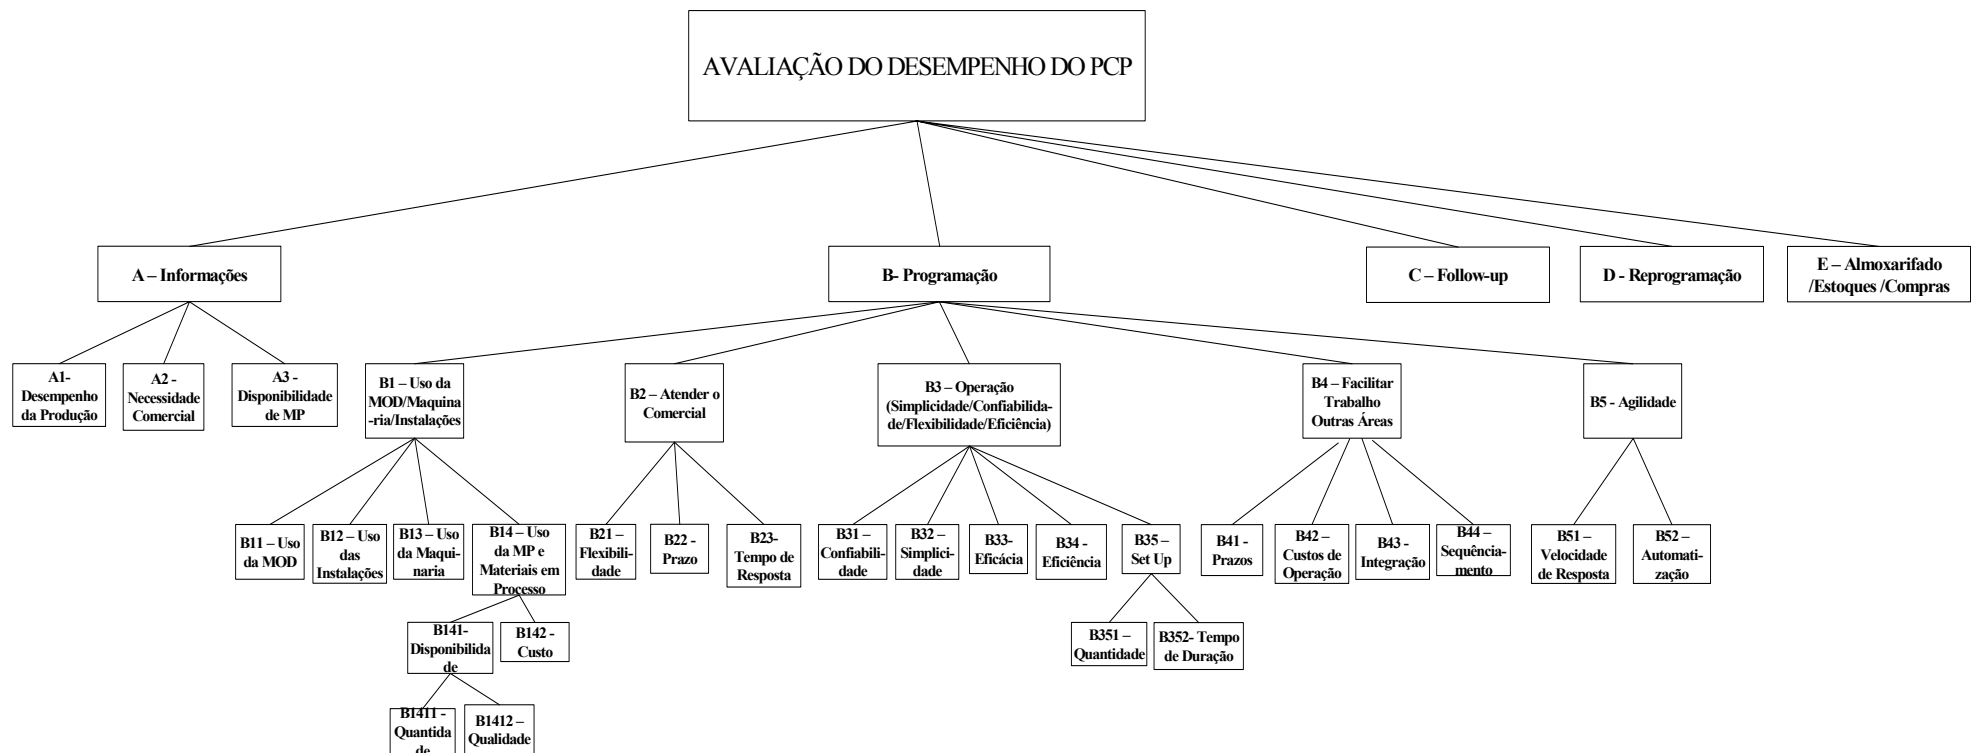 AVALIAÇÃO DO DESEMPENHO DO PCP
A – Informações
B- Programação
C – Follow-up
D - Reprogramação
E – Almoxarifado
/Estoques /Compras
A1-
Desempenho
da Produção
A2 -
Necessidade
Comercial
A3 -
Disponibilidade
de MP
B1 – Uso da
MOD/Maquina
-ria/Instalações
B2 – Atender o
Comercial
B3 – Operação
(Simplicidade/Confiabilida-
de/Flexibilidade/Eficiência)
B4 – Facilitar
Trabalho
Outras Áreas
B5 - Agilidade
B11 – Uso
da MOD
B12 – Uso
das
Instalações
B13 – Uso
da Maqui-
naria
B14 – Uso
da MP e
Materiais em
Processo
B21 –
Flexibili-
dade
B22 -
Prazo
B23-
Tempo de
Resposta
B31 –
Confiabili-
dade
B32 –
Simplici-
dade
B33-
Eficácia
B34 -
Eficiência
B35 –
Set Up
B41 -
Prazos
B42 –
Custos de
Operação
B43 -
Integração
B44 –
Sequência-
mento
B51 –
Velocidade
de Resposta
B52 –
Automati-
zação
B141-
Disponibilida
de
B142 -
Custo
B351 –
Quantidade
B352- Tempo
de Duração
B1411 -
Quantida
de
B1412 –
Qualidade